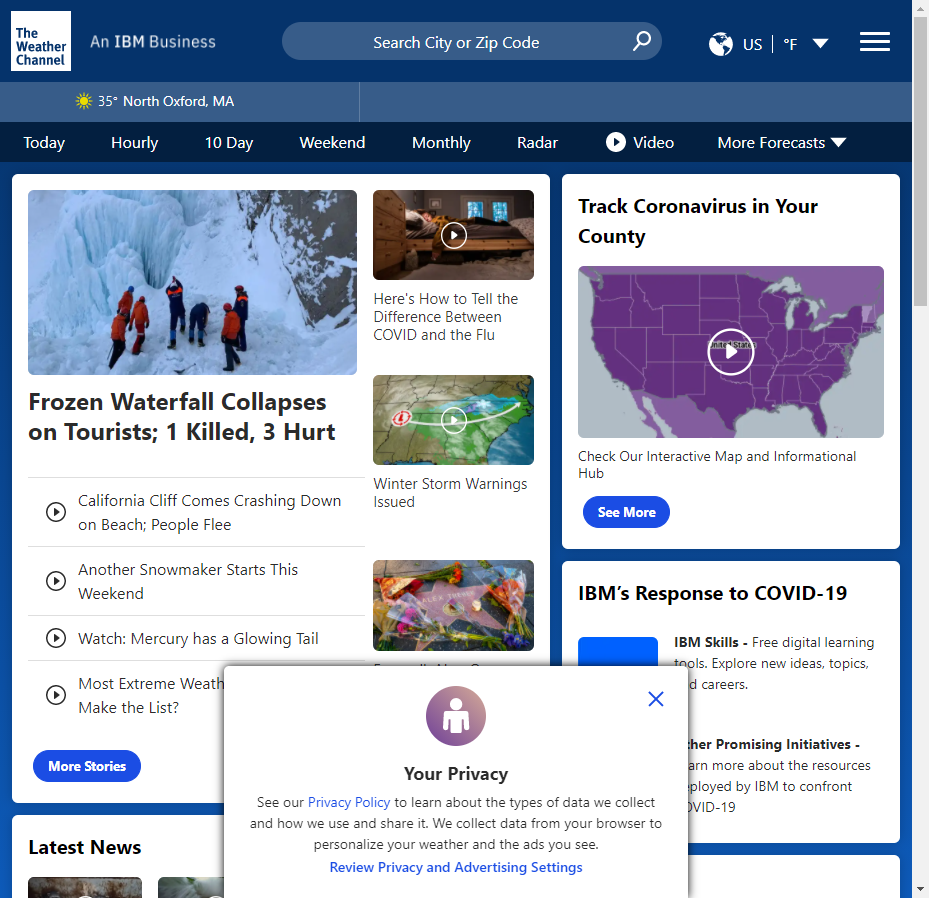 The
Weather
Channel
An IBM Business
Search City or Zip Code
US
°F
35° North Oxford, MA
Today
Hourly
10 Day
Weekend
Monthly
Radar
Video
More Forecasts
Frozen Waterfall Collapses
on Tourists; 1 Killed, 3 Hurt
California Cliff Comes Crashing Down
on Beach; People Flee
Another Snowmaker Starts This
Weekend
Watch: Mercury has a Glowing Tail
Most Extreme Weath
Make the List?
More Stories
Here's How to Tell the
Difference Between
COVID and the Flu
Winter Storm Warnings
Issued
Track Coronavirus in Your
County
United States
Check Our Interactive Map and Informational
Hub
See More
IBM’s Response to COVID-19
IBM Skills - Free digital learning
tools. Explore new ideas, topics,
d careers.
her Promising Initiatives -
arn more about the resources
ployed by IBM to confront
OVID-19
Your Privacy
See our Privacy Policy to learn about the types of data we collect
and how we use and share it. We collect data from your browser to
personalize your weather and the ads you see.
Review Privacy and Advertising Settings
Latest News